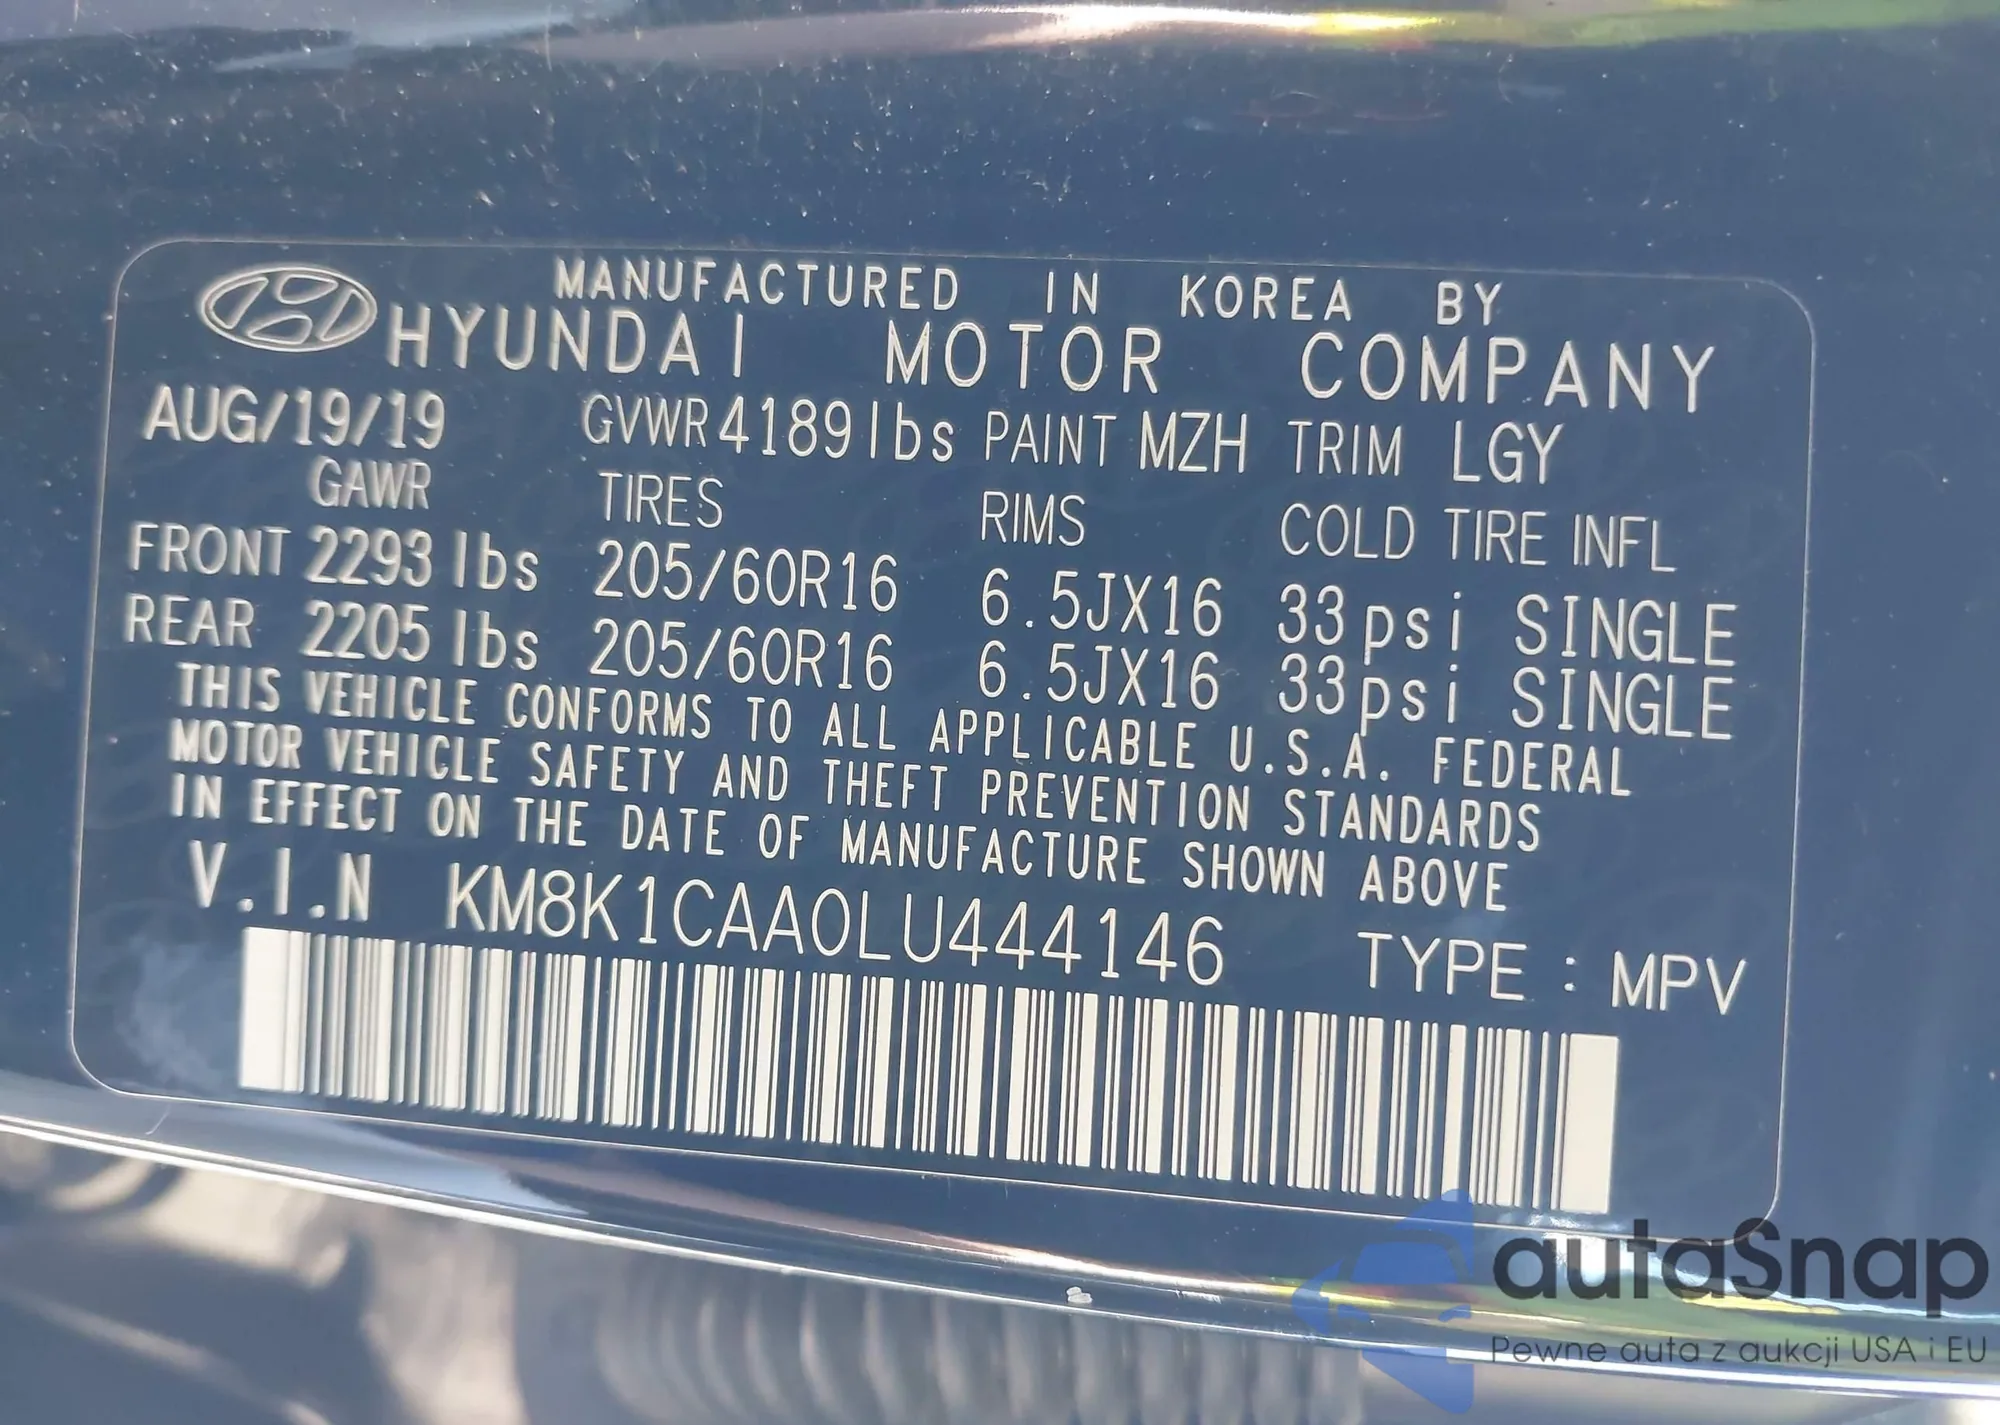 MANUFACTURED IN KOREA BY
HYUNDAI MOTOR COMPANY
AUG/19/19 GVWR 4189lbs PAINT MZH TRIM LGY
GAWR TIRES RIMS COLD TIRE INFL
FRONT 2293 lbs 205/60R16 6.5JX16 33psi SINGLE
REAR 2205 lbs 205/60R16 6.5JX16 33psi SINGLE
THIS VEHICLE CONFORMS TO ALL APPLICABLE U.S.A. FEDERAL
MOTOR VEHICLE SAFETY AND THEFT PREVENTION STANDARDS
IN EFFECT ON THE DATE OF MANUFACTURE SHOWN ABOVE
V.I.N KM8K1CAA0LU444146 TYPE : MPV
autaSnap
Pewne auta z aukcji USA i EU